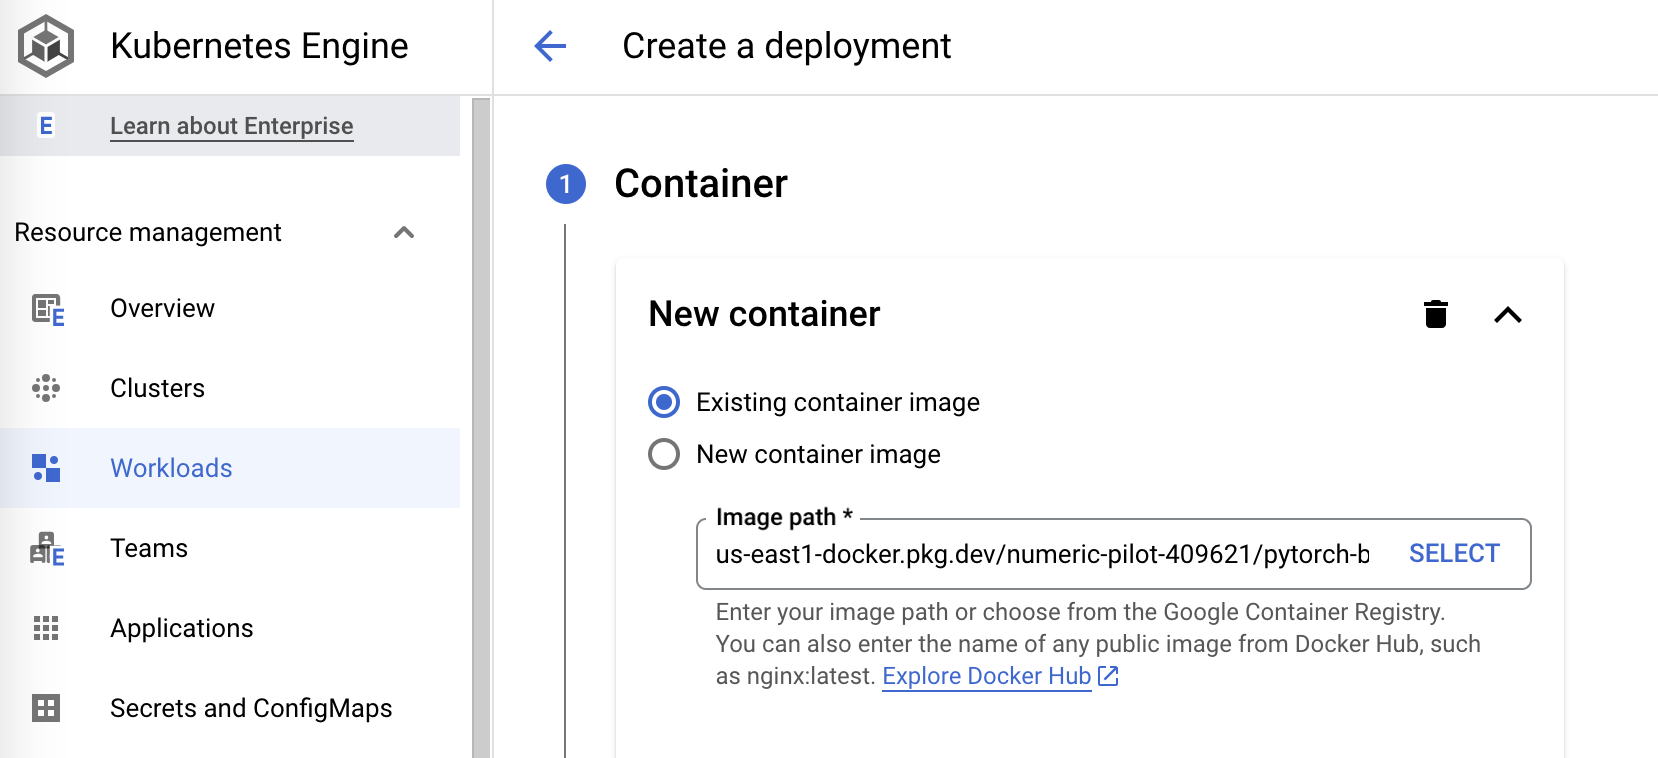 Kubernetes Engine
Create a deployment
E
Learn about Enterprise
Resource management
E
Overview
Clusters
Workloads
E
Teams
Applications
Secrets and ConfigMaps
1
Container
New container
Existing container image
New container image
Image path *
us-east1-docker.pkg.dev/numeric-pilot-409621/pytorch-b
SELECT
Enter your image path or choose from the Google Container Registry.
You can also enter the name of any public image from Docker Hub, such
as nginx:latest. Explore Docker Hub